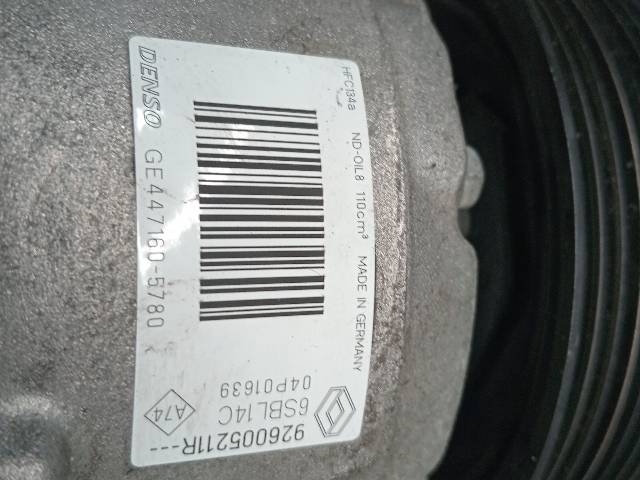 HFC134a ND-OIL8 110cm³ MADE IN GERMANY
04P01639
6SBL14C
A74
926005211R---
DENSO GE447160-5780